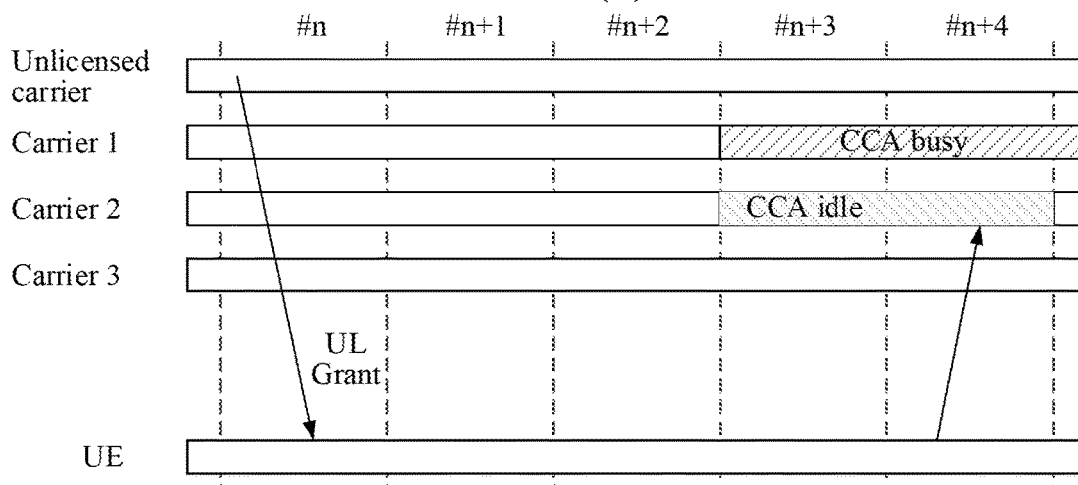 #n #n+1 #n+2 #n+3 #n+4
Unlicensed
carrier
Carrier 1 CCA busy
Carrier 2 CCA idle
Carrier 3
UL
Grant
UE